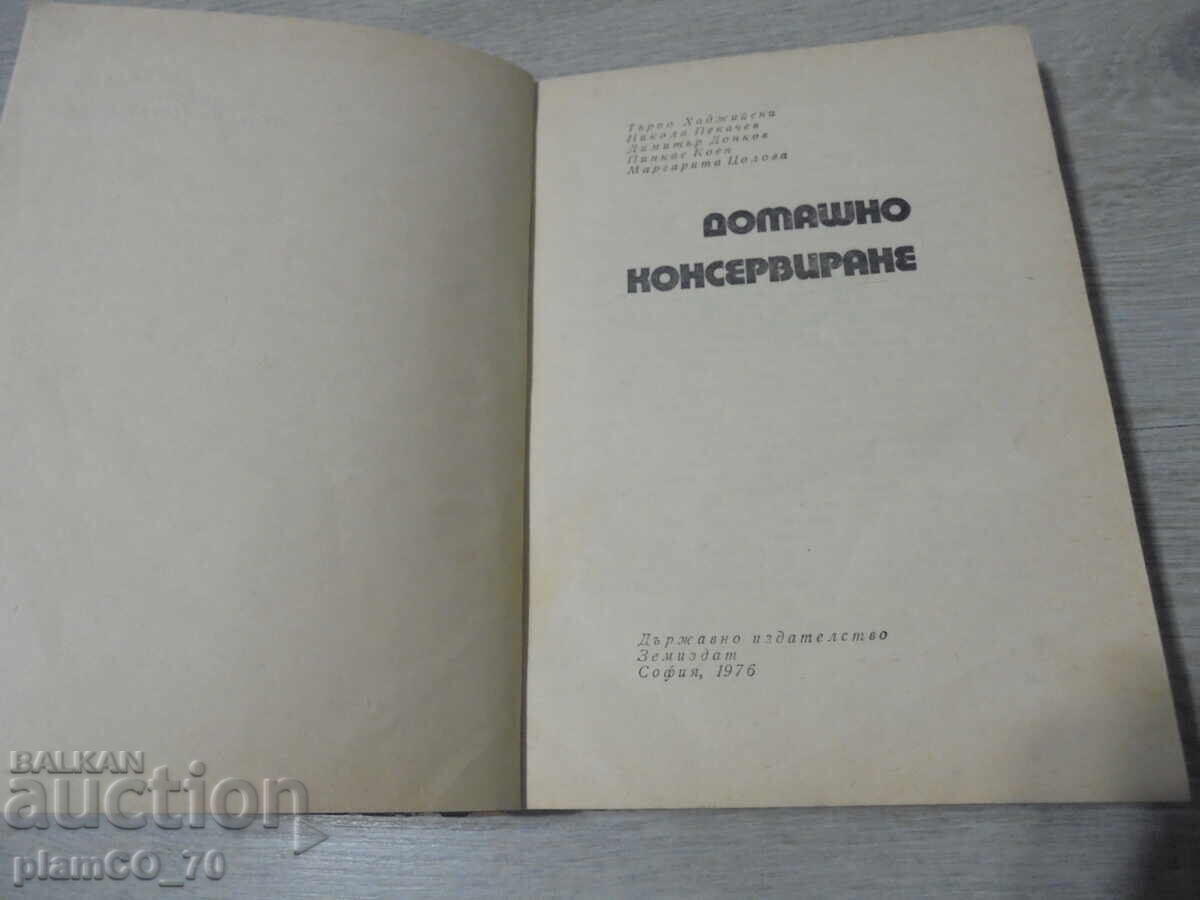 Търпо Хаджийски
Никола Пекачев
Димитър Донков
Пинкас Коен
Маргарита Цолова
ДОМАШНО
КОНСЕРВИРАНЕ
Държавно издателство
Земиздат
София, 1976
BALKAN
auction
plamCO_70